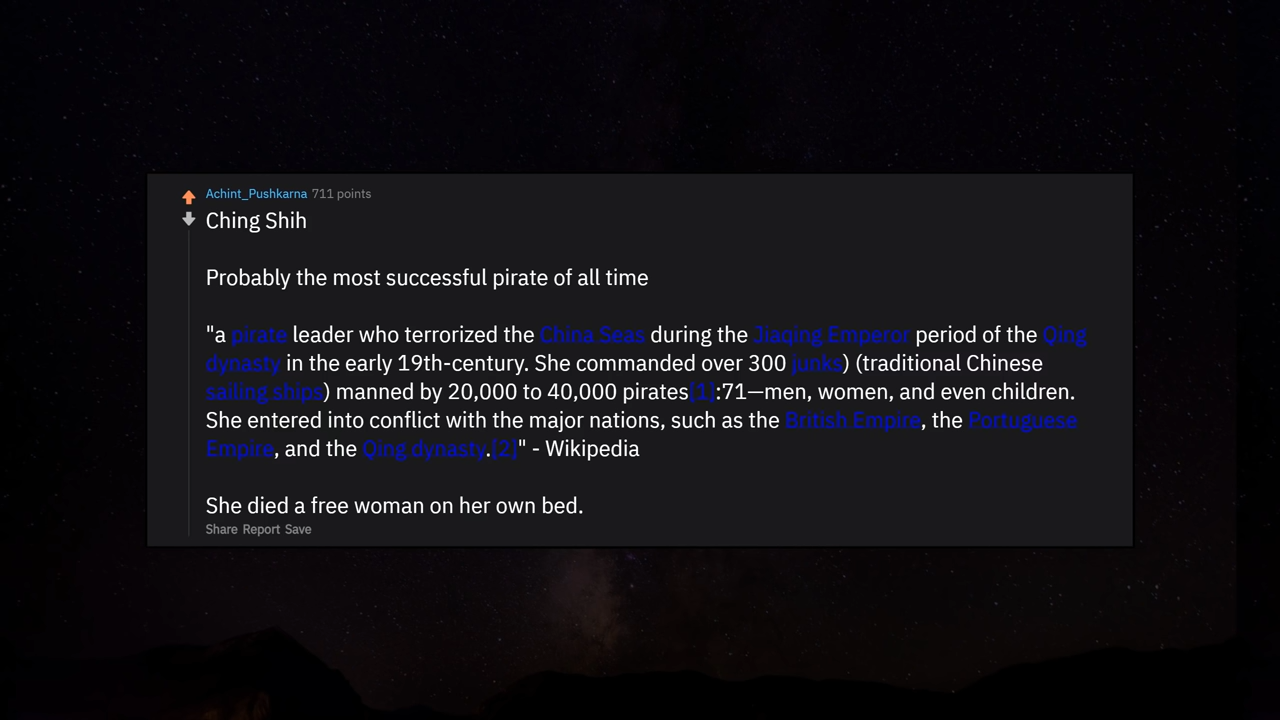 Achint_Pushkarna 711 points
Ching Shih
Probably the most successful pirate of all time
"a pirate leader who terrorized the China Seas during the Jiaqing Emperor period of the Qing
dynasty in the early 19th-century. She commanded over 300 junks) (traditional Chinese
sailing ships) manned by 20,000 to 40,000 pirates[1]:71—men, women, and even children.
She entered into conflict with the major nations, such as the British Empire, the Portuguese
Empire, and the Qing dynasty.[2]" - Wikipedia
She died a free woman on her own bed.
Share Report Save